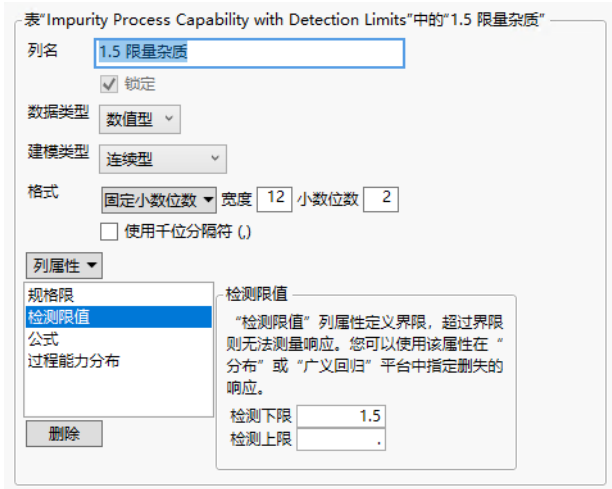 表“Impurity Process Capability with Detection Limits”中的“1.5 限量杂质”
列名 1.5 限量杂质
锁定
数据类型 数值型
建模类型 连续型
格式 固定小数位数 宽度 12 小数位数 2
使用千位分隔符 (,)
列属性
规格限
检测限值
公式
过程能力分布
删除
检测限值
“检测限值”列属性定义界限，超过界限
则无法测量响应。您可以使用该属性在“
分布”或“广义回归”平台中指定删失的
响应。
检测下限 1.5
检测上限 .